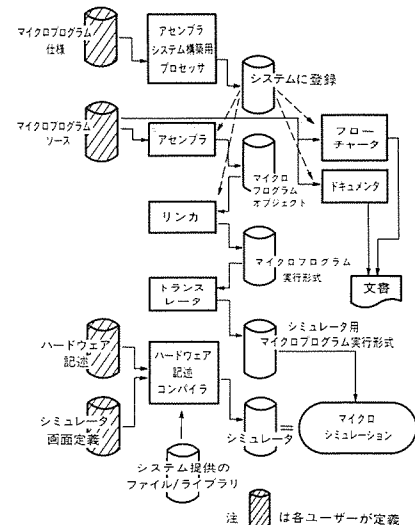 マイクロプログラム
仕様
アセンブラ
システム構築用
プロセッサ
システムに登録
マイクロプログラム
ソース
アセンブラ
フロー
チャータ
マイクロ
プログラム
オブジェクト
ドキュメンタ
リンカ
マイクロプログラム
実行形式
文書
トランス
レータ
シミュレータ用
マイクロプログラム実行形式
ハードウェア
記述
ハードウェア
記述
コンパイラ
シミュレータ
画面定義
シミュレータ
マイクロ
シミュレーション
システム提供の
ファイル/ライブラリ
注 は各ユーザーが定義